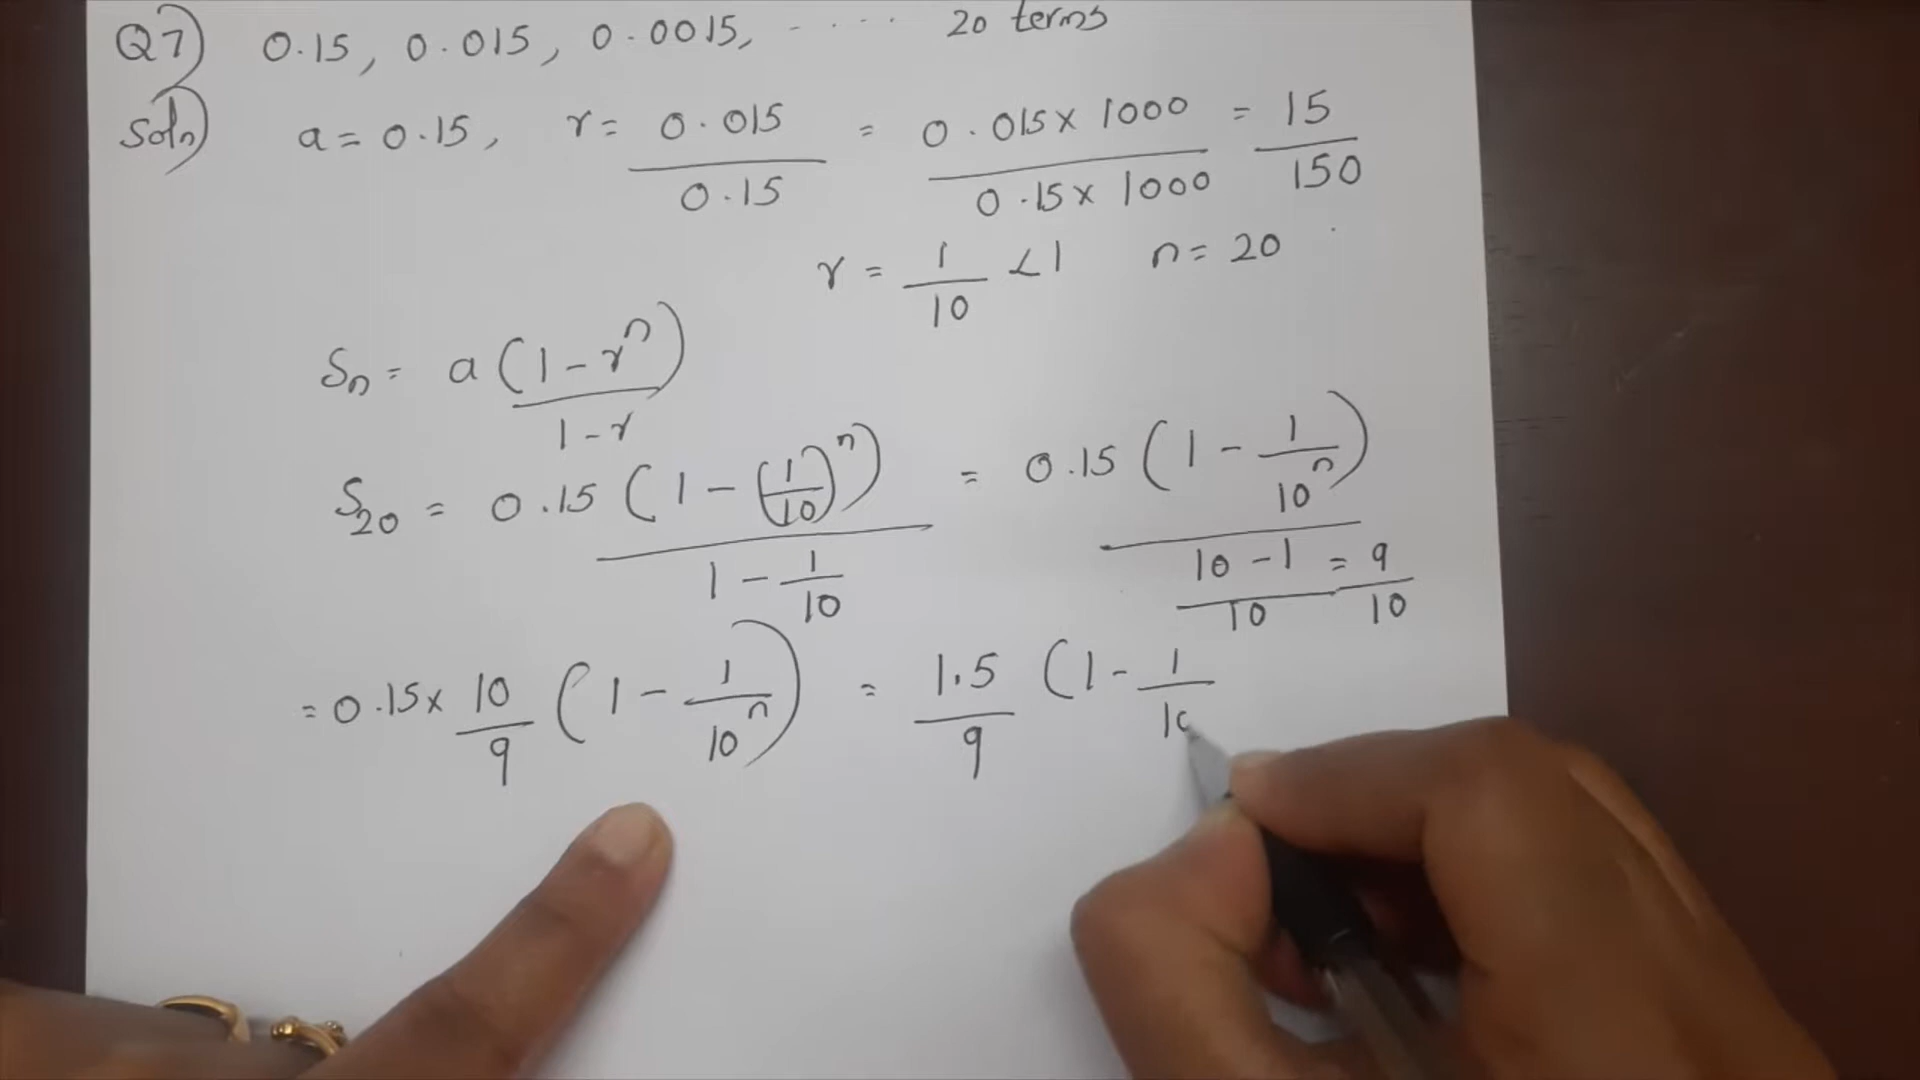 Q7) 0.15, 0.015, 0.0015, ..... 20 terms
Soln) a = 0.15, r = 0.015/0.15 = 0.015 × 1000/0.15 × 1000 = 15/150
r = 1/10 < 1 n = 20
Sn = a(1 - r^n)/1 - r
S20 = 0.15 (1 - (1/10)^n)/1 - 1/10 = 0.15 (1 - 1/10^n)/10 - 1/10 = 9/10
= 0.15 × 10/9 (1 - 1/10^n) = 1.5/9 (1 - 1/10